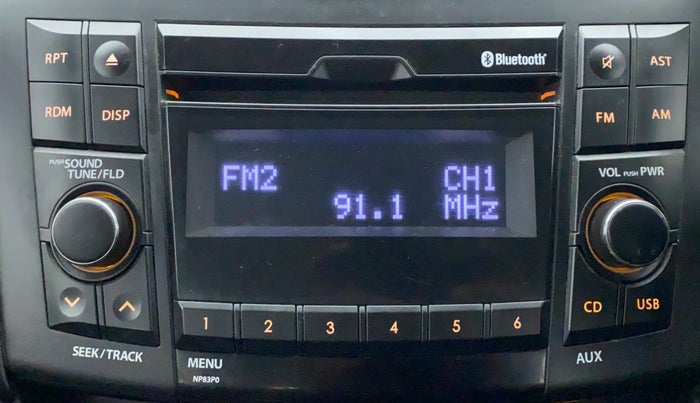 RPT
Bluetooth
AST
RDM
DISP
FM
AM
PUSH SOUND
TUNE/FLD
VOL PUSH PWR
FM2 CH1
91.1 MHz
CD
USB
1 2 3 4 5 6
SEEK/TRACK
MENU
AUX
NP83P0